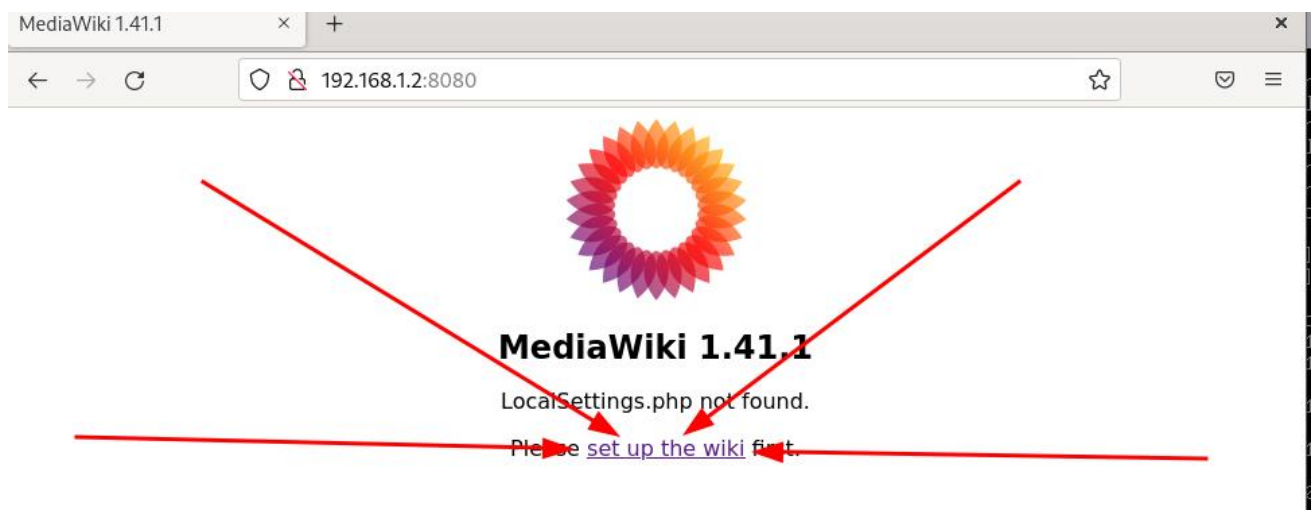 MediaWiki 1.41.1
192.168.1.2:8080
MediaWiki 1.41.1
LocalSettings.php not found.
Please set up the wiki first.